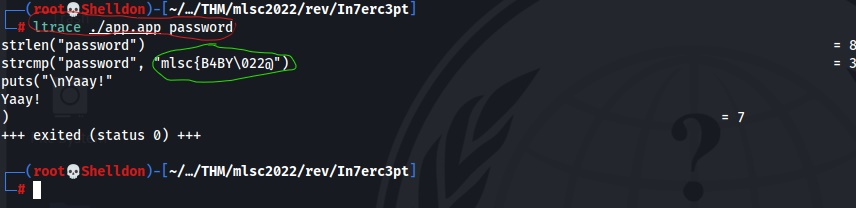 (root💀Shelldon)-[~/…/THM/mlsc2022/rev/In7erc3pt]
# ltrace ./app.app password
strlen("password") = 8
strcmp("password", "mlsc{B4BY\022@") = 3
puts("\nYaay!"
Yaay!
) = 7
+++ exited (status 0) +++
(root💀Shelldon)-[~/…/THM/mlsc2022/rev/In7erc3pt]
#
?